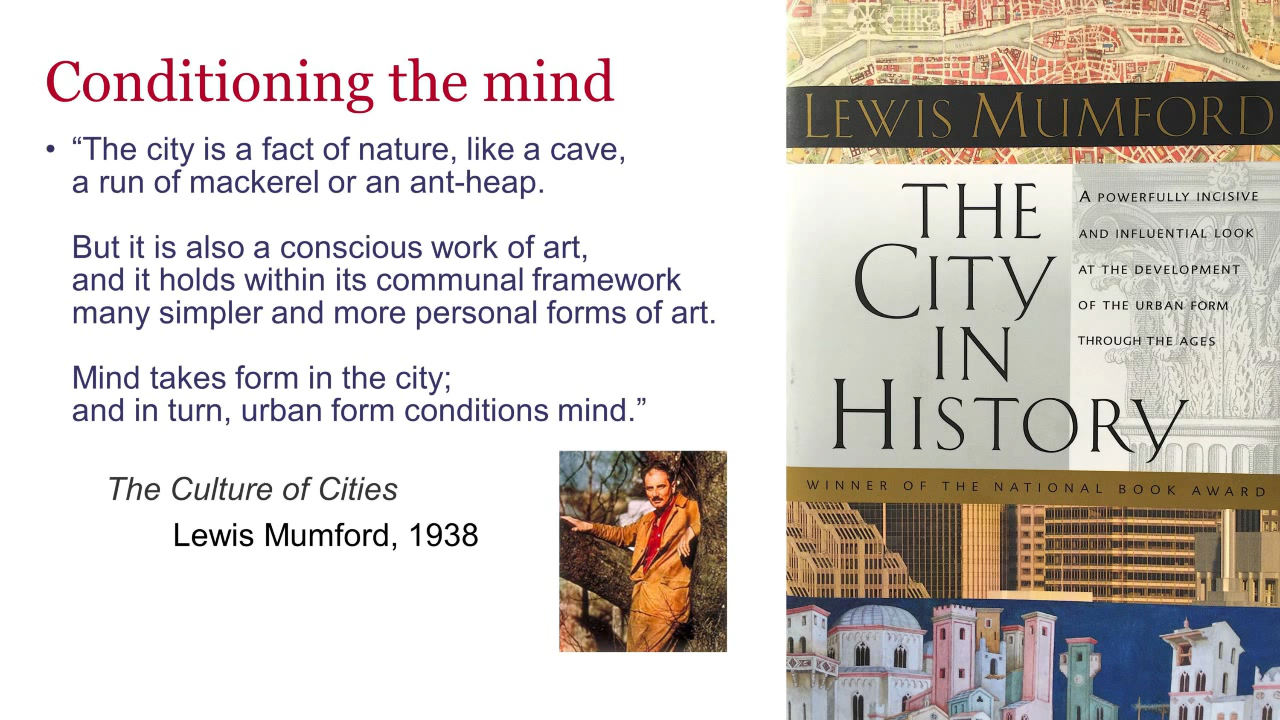 Conditioning the mind
• “The city is a fact of nature, like a cave,
a run of mackerel or an ant-heap.
But it is also a conscious work of art,
and it holds within its communal framework
many simpler and more personal forms of art.
Mind takes form in the city;
and in turn, urban form conditions mind.”
The Culture of Cities
Lewis Mumford, 1938
LEWIS MUMFORD
THE
CITY
IN
HISTORY
A POWERFULLY INCISIVE
AND INFLUENTIAL LOOK
AT THE DEVELOPMENT
OF THE URBAN FORM
THROUGH THE AGES
WINNER OF THE NATIONAL BOOK AWARD